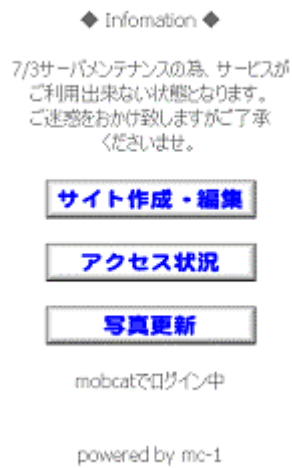 ◆ Infomation ◆
7/3サーバメンテナンスの為、サービスが
ご利用出来ない状態となります。
ご迷惑をおかけ致しますがご了承
くださいませ。
サイト作成・編集
アクセス状況
写真更新
mobcatでログイン中
powered by mc-1